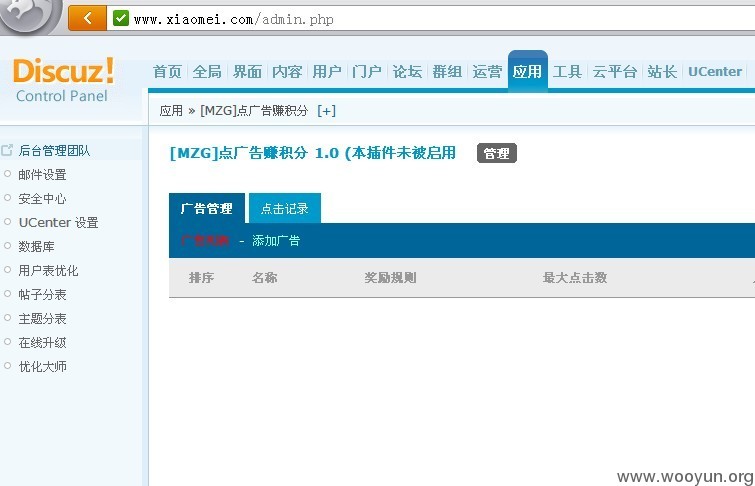 www.xiaomei.com/admin.php
Discuz!
Control Panel
首页 全局 界面 内容 用户 门户 论坛 群组 运营 应用 工具 云平台 站长 UCenter
应用 » [MZG]点广告赚积分 [+]
后台管理团队
邮件设置
安全中心
UCenter 设置
数据库
用户表优化
帖子分表
主题分表
在线升级
优化大师
[MZG]点广告赚积分 1.0 (本插件未被启用 管理
广告管理 点击记录
- 添加广告
排序 名称 奖励规则 最大点击数
www.wooyun.org